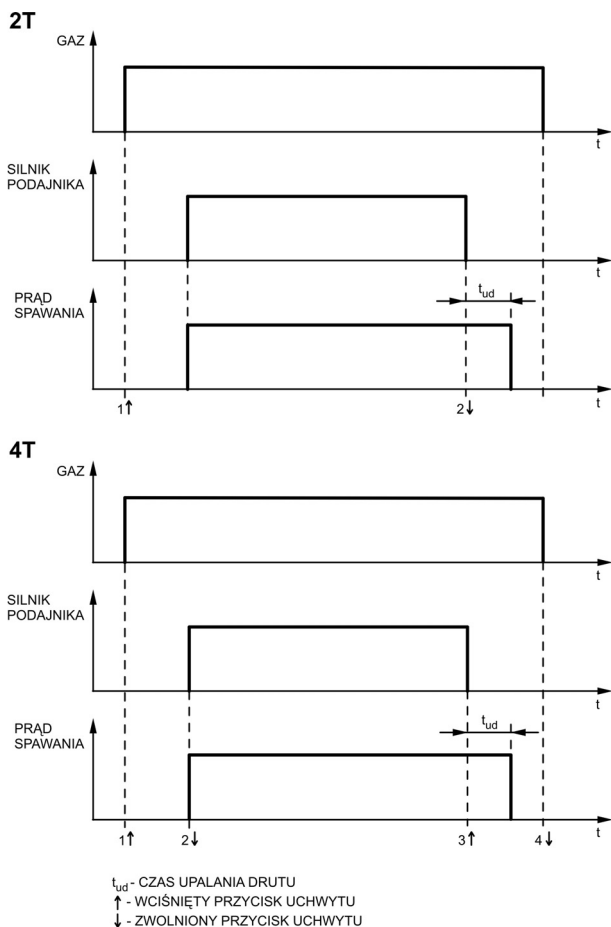 2T
GAZ
t
SILNIK
PODAJNIKA
t
PRĄD
SPAWANIA
t_ud
t
1↑
2↓
4T
GAZ
t
SILNIK
PODAJNIKA
t
PRĄD
SPAWANIA
t_ud
t
1↑
2↓
3↑
4↓
t_ud - CZAS UPALANIA DRUTU
↑ - WCIŚNIĘTY PRZYCISK UCHWYTU
↓ - ZWOLNIONY PRZYCISK UCHWYTU